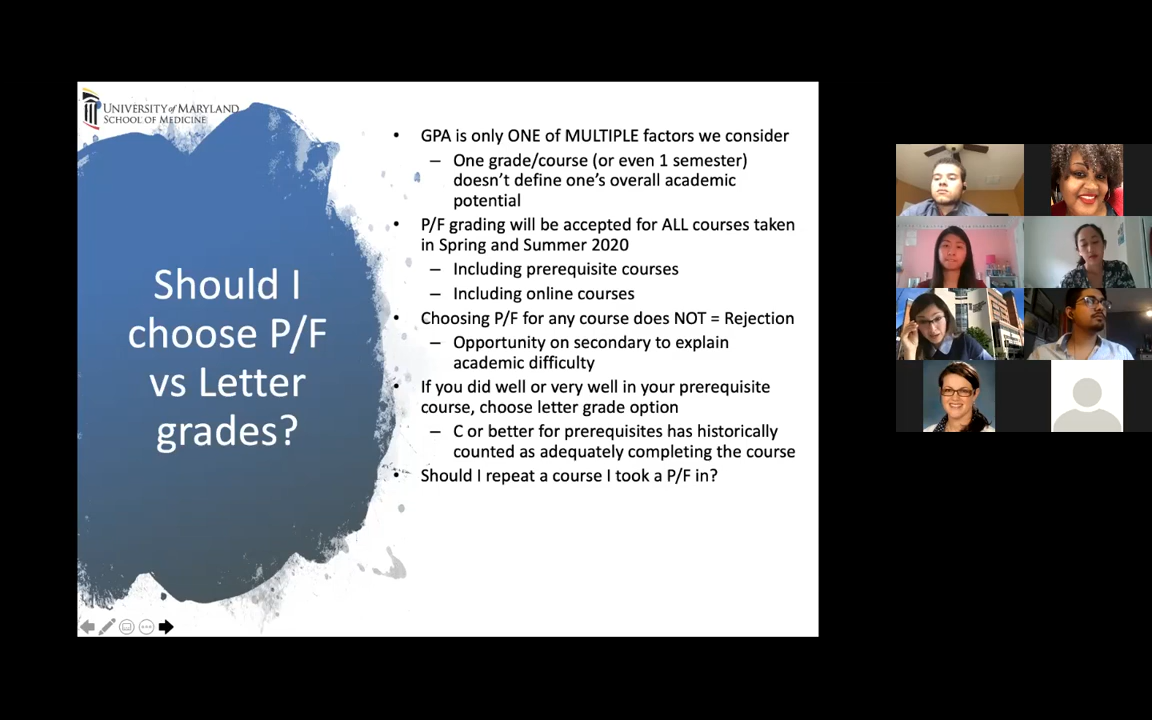 UNIVERSITY of MARYLAND
SCHOOL OF MEDICINE
Should I
choose P/F
vs Letter
grades?
• GPA is only ONE of MULTIPLE factors we consider
– One grade/course (or even 1 semester)
doesn't define one's overall academic
potential
• P/F grading will be accepted for ALL courses taken
in Spring and Summer 2020
– Including prerequisite courses
– Including online courses
• Choosing P/F for any course does NOT = Rejection
– Opportunity on secondary to explain
academic difficulty
• If you did well or very well in your prerequisite
course, choose letter grade option
– C or better for prerequisites has historically
counted as adequately completing the course
• Should I repeat a course I took a P/F in?